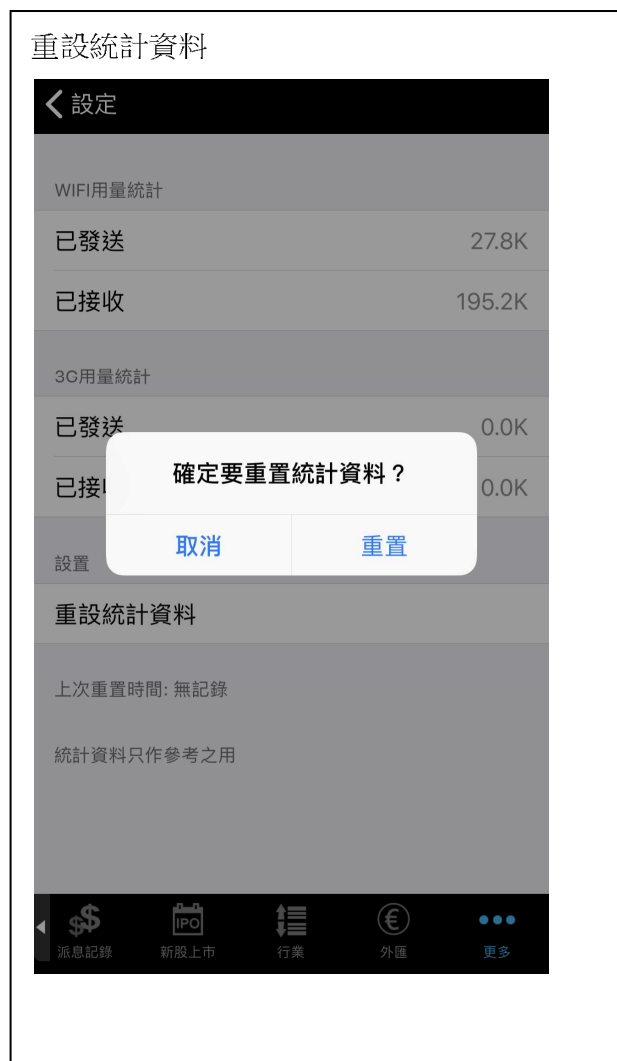 重設統計資料
設定
WIFI用量統計
已發送 27.8K
已接收 195.2K
3G用量統計
已發送 0.0K
已接 0.0K
確定要重置統計資料？
取消 重置
設置
重設統計資料
上次重置時間: 無記錄
統計資料只作參考之用
IPO
派息記錄 新股上市 行業 外匯 更多